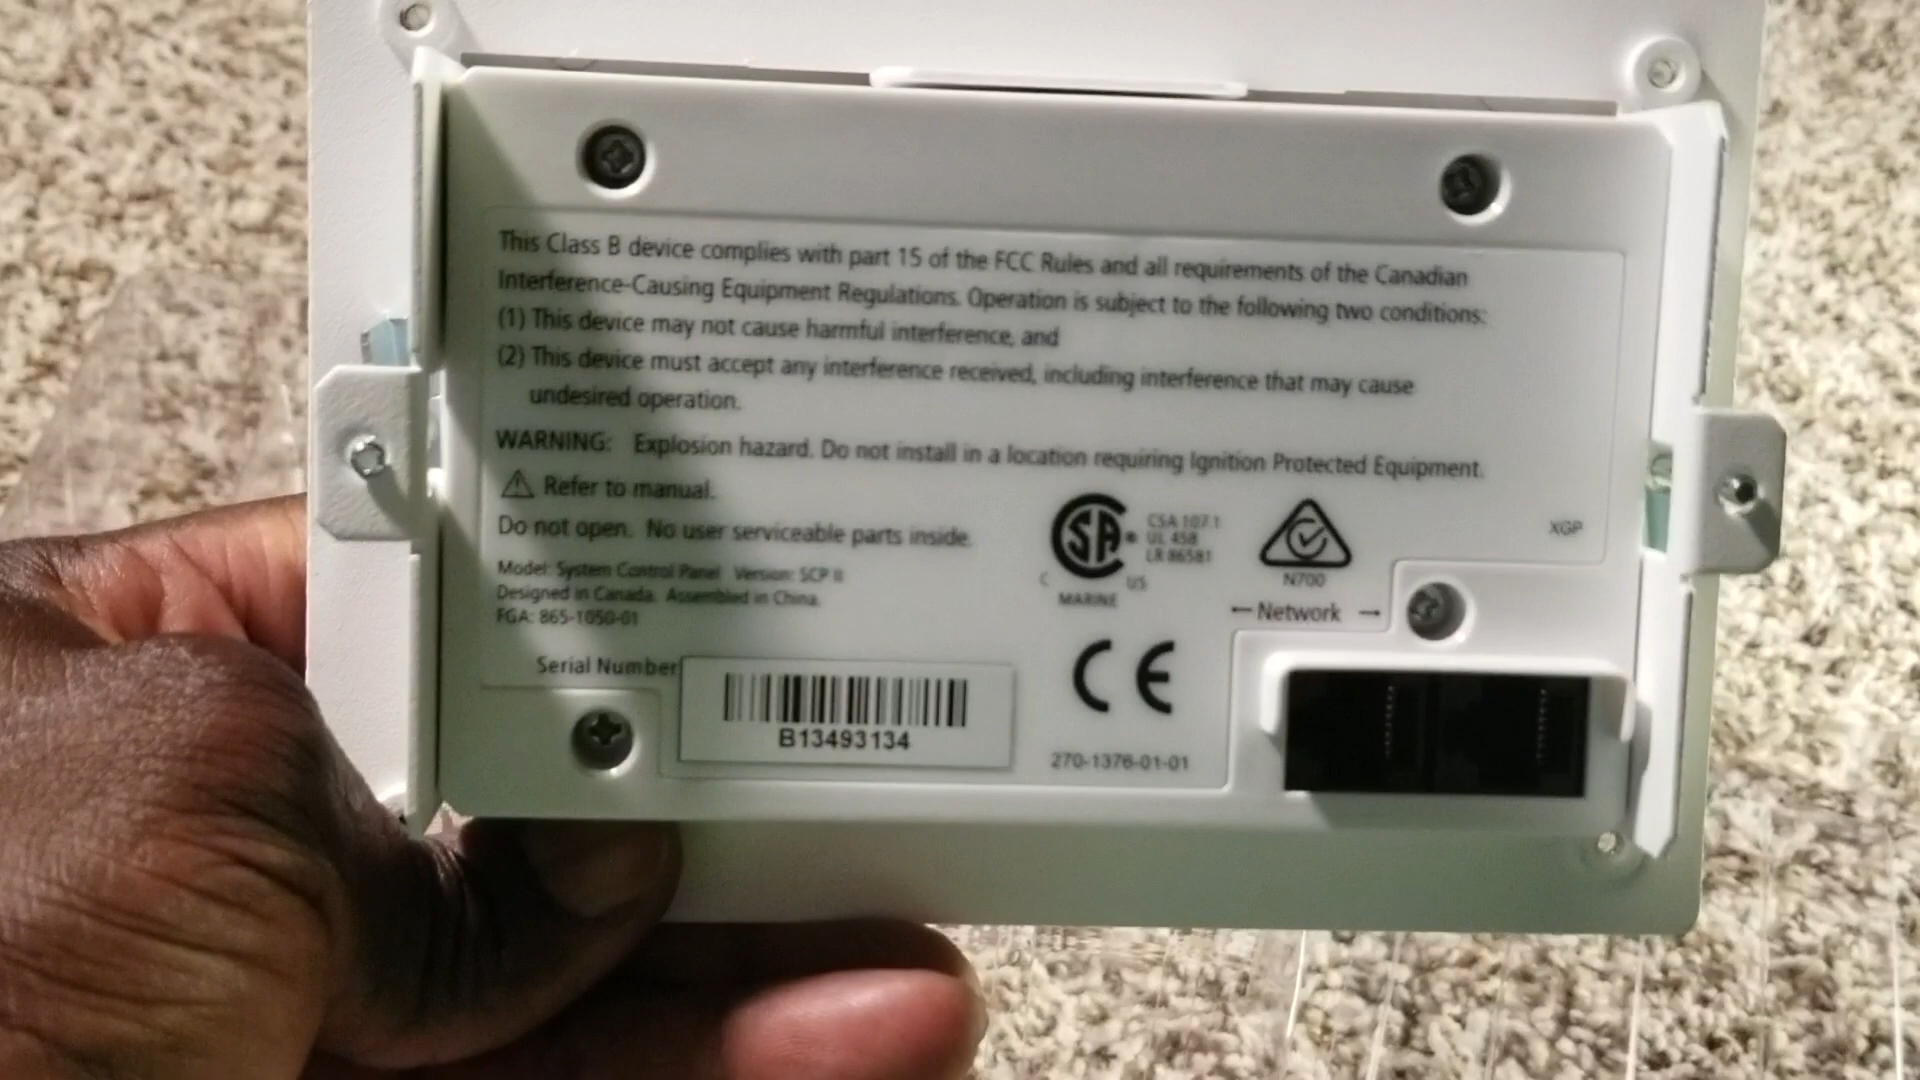 This Class B device complies with part 15 of the FCC Rules and all requirements of the Canadian
Interference-Causing Equipment Regulations. Operation is subject to the following two conditions:
(1) This device may not cause harmful interference, and
(2) This device must accept any interference received, including interference that may cause
undesired operation.
WARNING: Explosion hazard. Do not install in a location requiring Ignition Protected Equipment.
Refer to manual.
Do not open. No user serviceable parts inside.
Model: System Control Panel Version: SCP II
Designed in Canada. Assembled in China.
FGA: 865-1050-01
SA
CSA 107.1
UL 458
LR 86581
C US
MARINE
N700
XGP
← Network →
Serial Number
B13493134
CE
270-1376-01-01